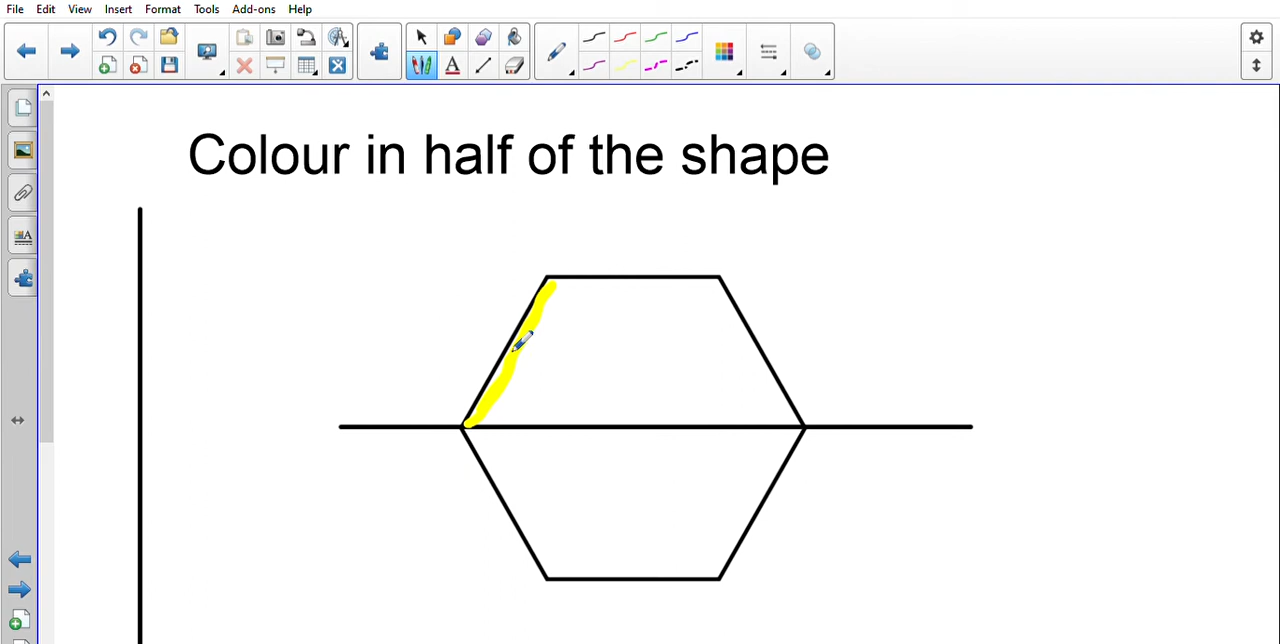 File Edit View Insert Format Tools Add-ons Help
Colour in half of the shape